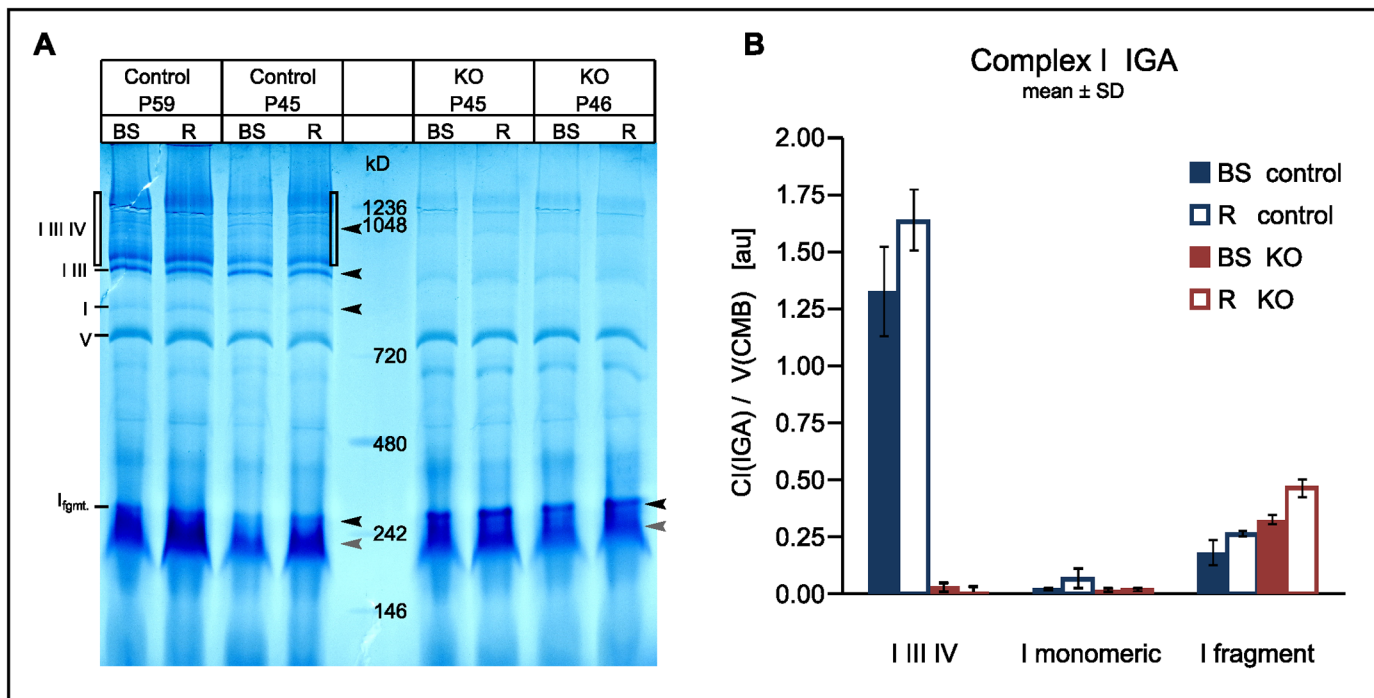 A
Control Control KO KO
P59 P45 P45 P46
BS R BS R BS R BS R
kD
1236
I III IV 1048
I III
I
V
720
480
I fgmt.
242
146
B
Complex I IGA
mean ± SD
CI(IGA) / V(CMB) [au]
2.00
1.75
1.50
1.25
1.00
0.75
0.50
0.25
0.00
BS control
R control
BS KO
R KO
I III IV I monomeric I fragment